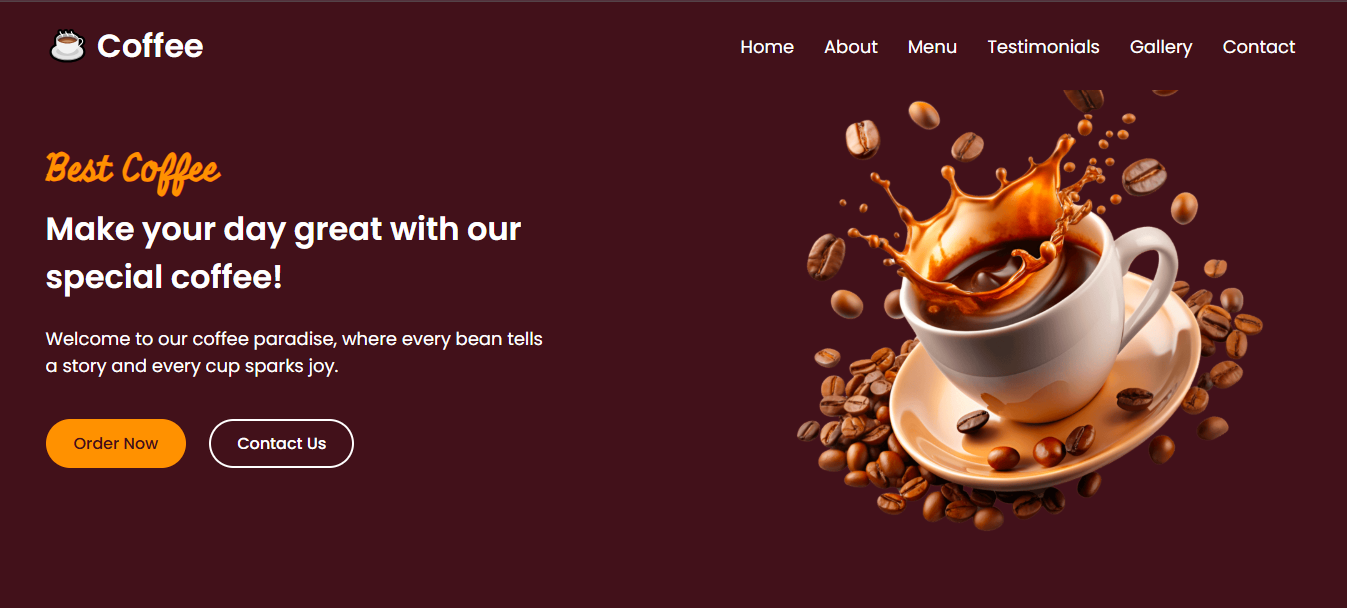 Coffee
Home About Menu Testimonials Gallery Contact
Best Coffee
Make your day great with our
special coffee!
Welcome to our coffee paradise, where every bean tells
a story and every cup sparks joy.
Order Now Contact Us